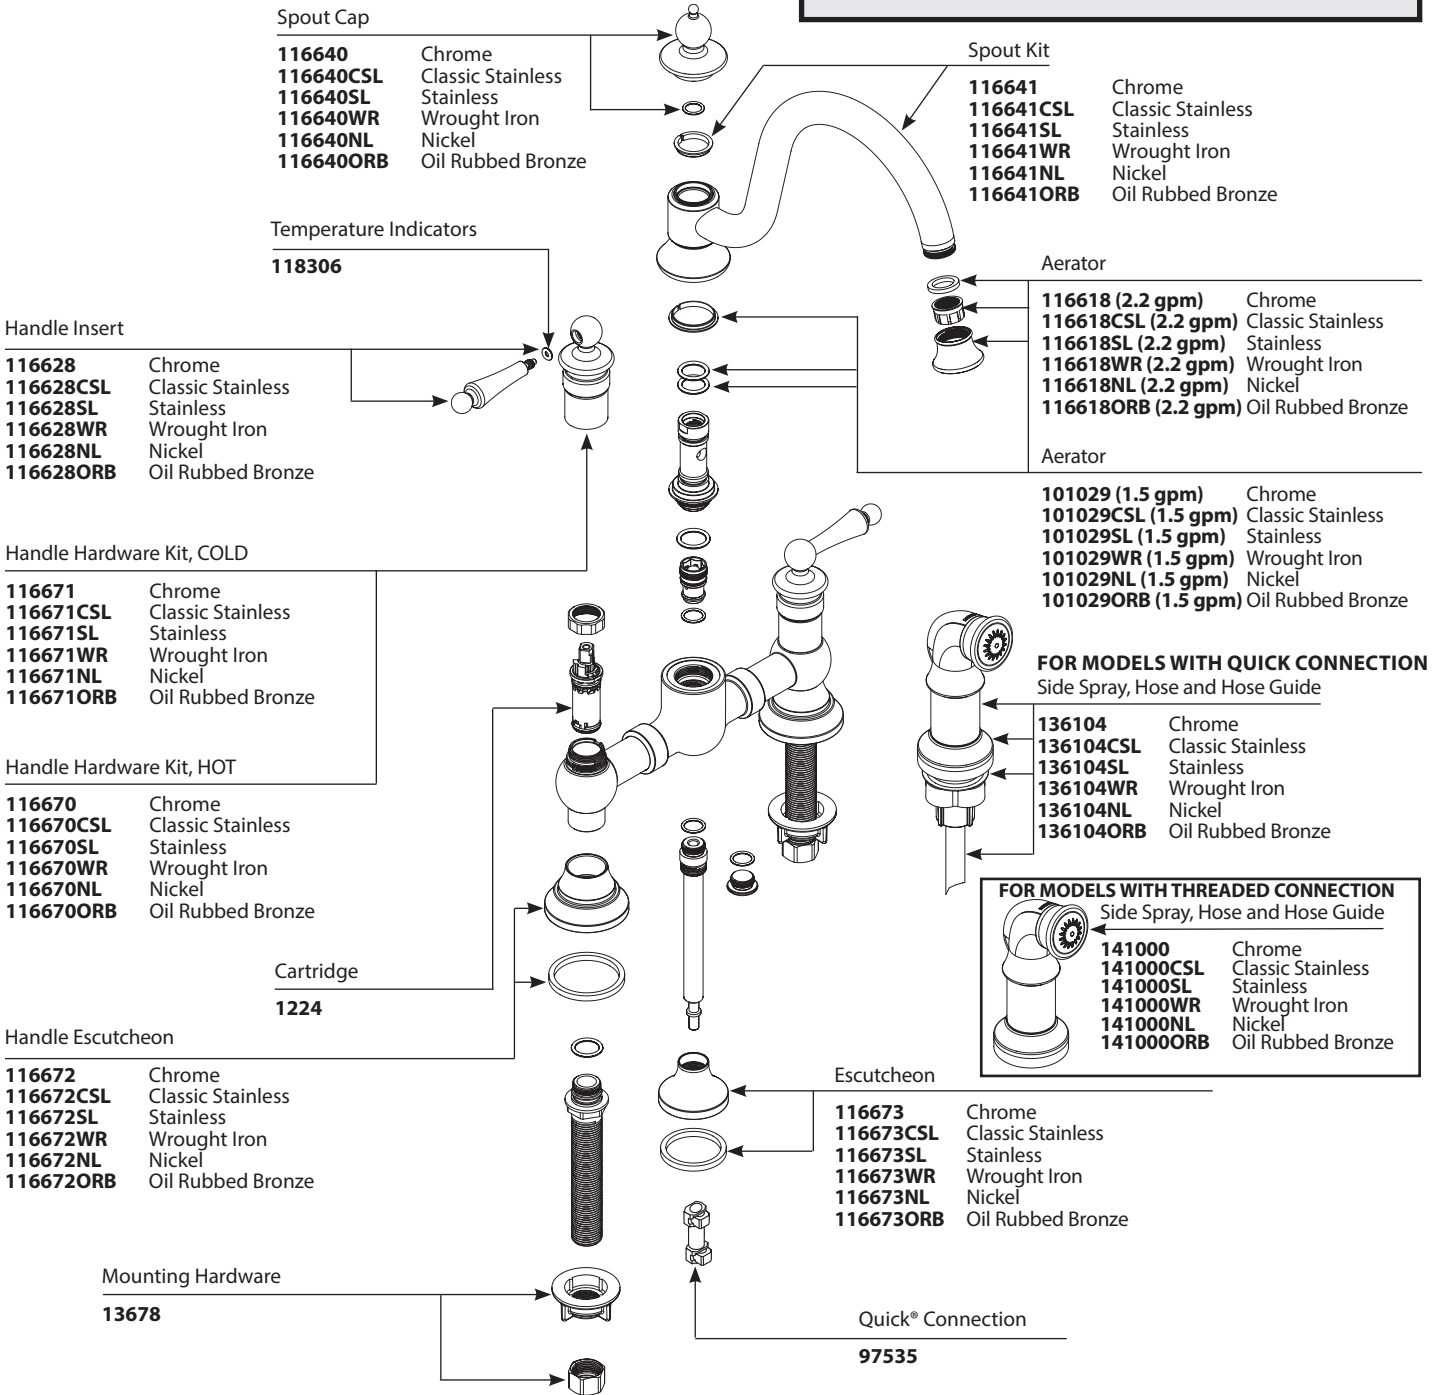 Spout Cap
116640 Chrome
116640CSL Classic Stainless
116640SL Stainless
116640WR Wrought Iron
116640NL Nickel
116640ORB Oil Rubbed Bronze
Spout Kit
116641 Chrome
116641CSL Classic Stainless
116641SL Stainless
116641WR Wrought Iron
116641NL Nickel
116641ORB Oil Rubbed Bronze
Temperature Indicators
118306
Handle Insert
116628 Chrome
116628CSL Classic Stainless
116628SL Stainless
116628WR Wrought Iron
116628NL Nickel
116628ORB Oil Rubbed Bronze
Aerator
116618 (2.2 gpm) Chrome
116618CSL (2.2 gpm) Classic Stainless
116618SL (2.2 gpm) Stainless
116618WR (2.2 gpm) Wrought Iron
116618NL (2.2 gpm) Nickel
116618ORB (2.2 gpm) Oil Rubbed Bronze
Aerator
101029 (1.5 gpm) Chrome
101029CSL (1.5 gpm) Classic Stainless
101029SL (1.5 gpm) Stainless
101029WR (1.5 gpm) Wrought Iron
101029NL (1.5 gpm) Nickel
101029ORB (1.5 gpm) Oil Rubbed Bronze
Handle Hardware Kit, COLD
116671 Chrome
116671CSL Classic Stainless
116671SL Stainless
116671WR Wrought Iron
116671NL Nickel
116671ORB Oil Rubbed Bronze
FOR MODELS WITH QUICK CONNECTION
Side Spray, Hose and Hose Guide
136104 Chrome
136104CSL Classic Stainless
136104SL Stainless
136104WR Wrought Iron
136104NL Nickel
136104ORB Oil Rubbed Bronze
Handle Hardware Kit, HOT
116670 Chrome
116670CSL Classic Stainless
116670SL Stainless
116670WR Wrought Iron
116670NL Nickel
116670ORB Oil Rubbed Bronze
FOR MODELS WITH THREADED CONNECTION
Side Spray, Hose and Hose Guide
141000 Chrome
141000CSL Classic Stainless
141000SL Stainless
141000WR Wrought Iron
141000NL Nickel
141000ORB Oil Rubbed Bronze
Cartridge
1224
Handle Escutcheon
116672 Chrome
116672CSL Classic Stainless
116672SL Stainless
116672WR Wrought Iron
116672NL Nickel
116672ORB Oil Rubbed Bronze
Escutcheon
116673 Chrome
116673CSL Classic Stainless
116673SL Stainless
116673WR Wrought Iron
116673NL Nickel
116673ORB Oil Rubbed Bronze
Mounting Hardware
13678
Quick® Connection
97535